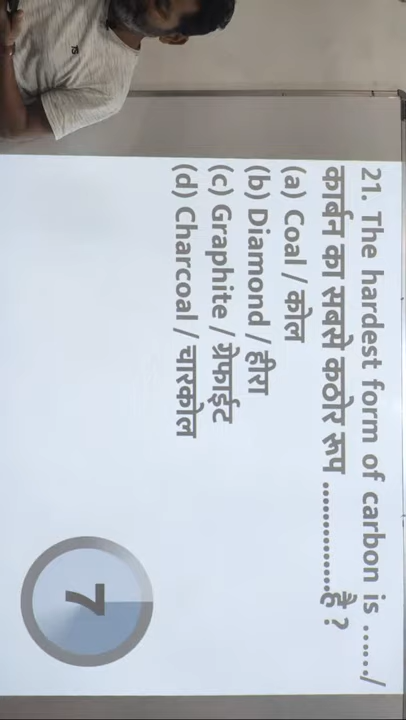 21. The hardest form of carbon is ....../
कार्बन का सबसे कठोर रूप ................है ?
(a) Coal / कोल
(b) Diamond / हीरा
(c) Graphite / ग्रेफाईट
(d) Charcoal / चारकोल
7